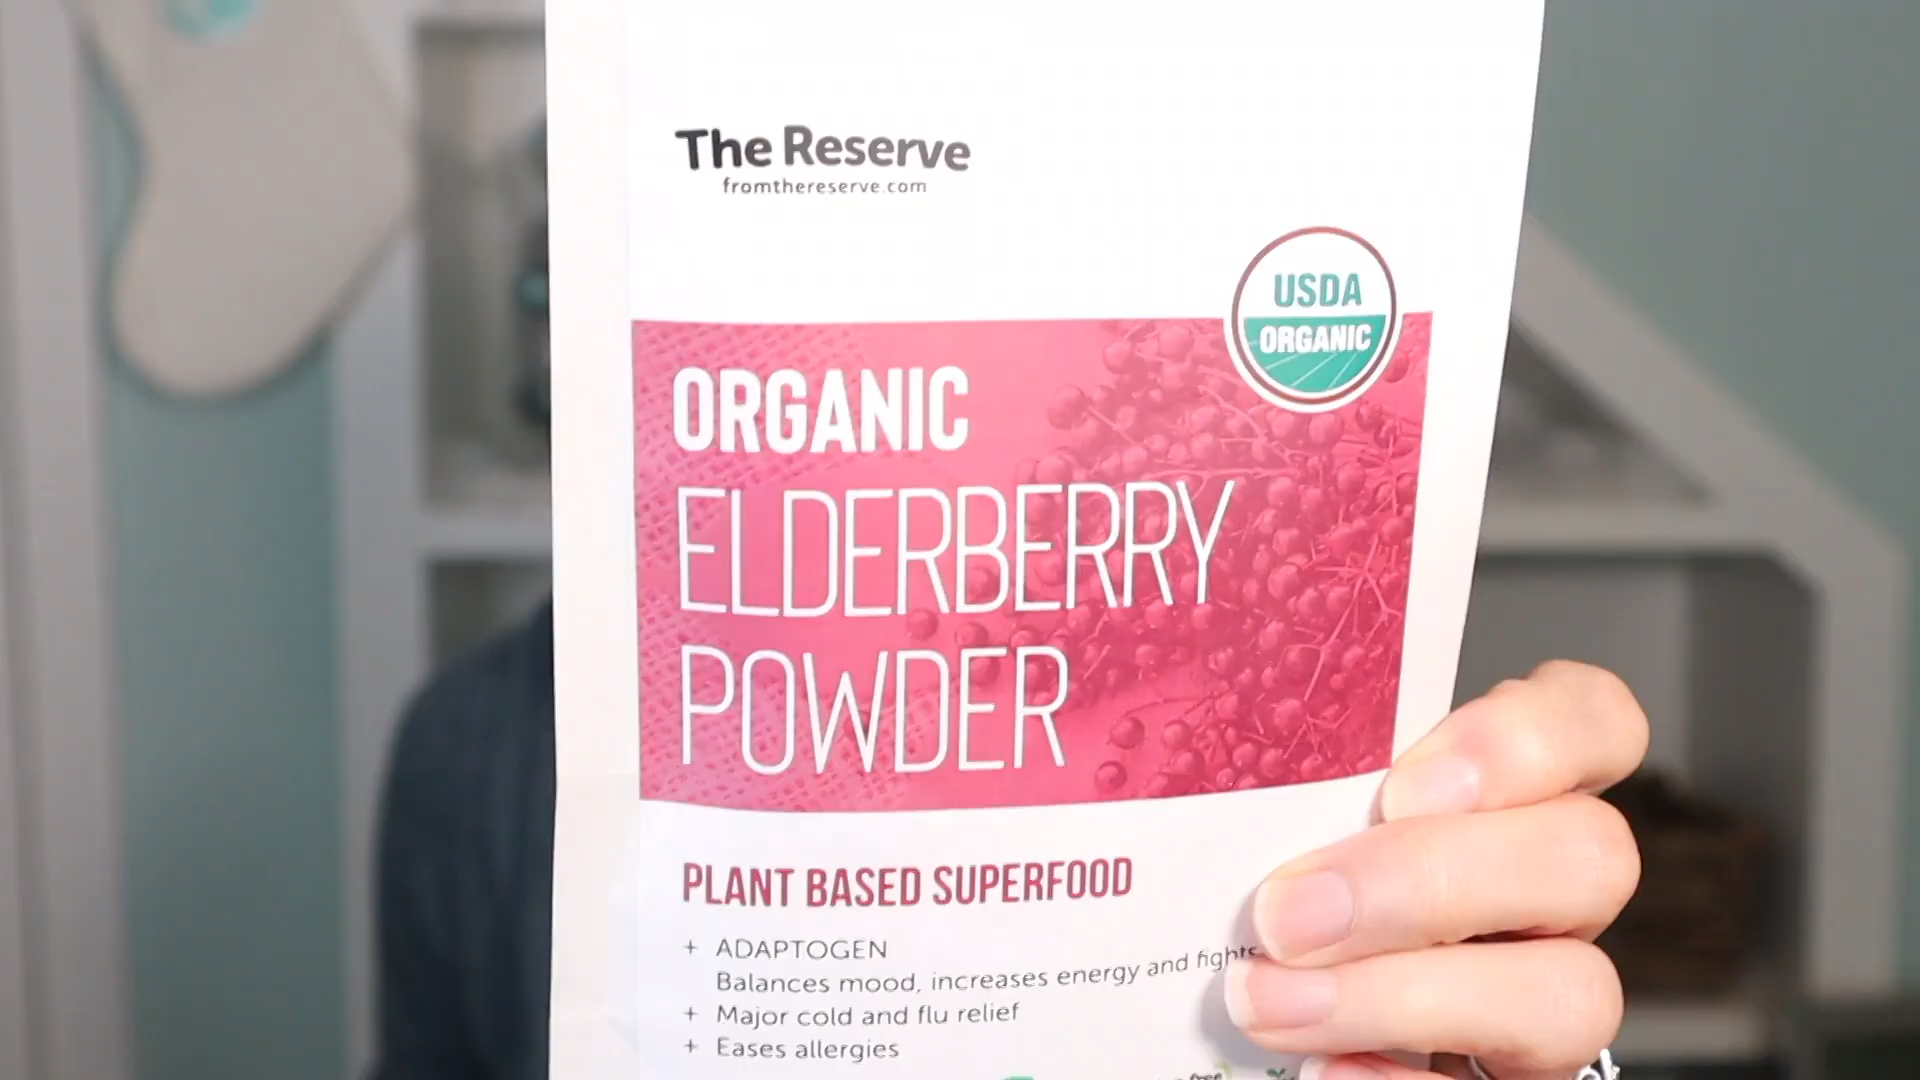 The Reserve
fromthereserve.com
USDA
ORGANIC
ORGANIC
ELDERBERRY
POWDER
PLANT BASED SUPERFOOD
+ ADAPTOGEN
Balances mood, increases energy and fights
+ Major cold and flu relief
+ Eases allergies
free